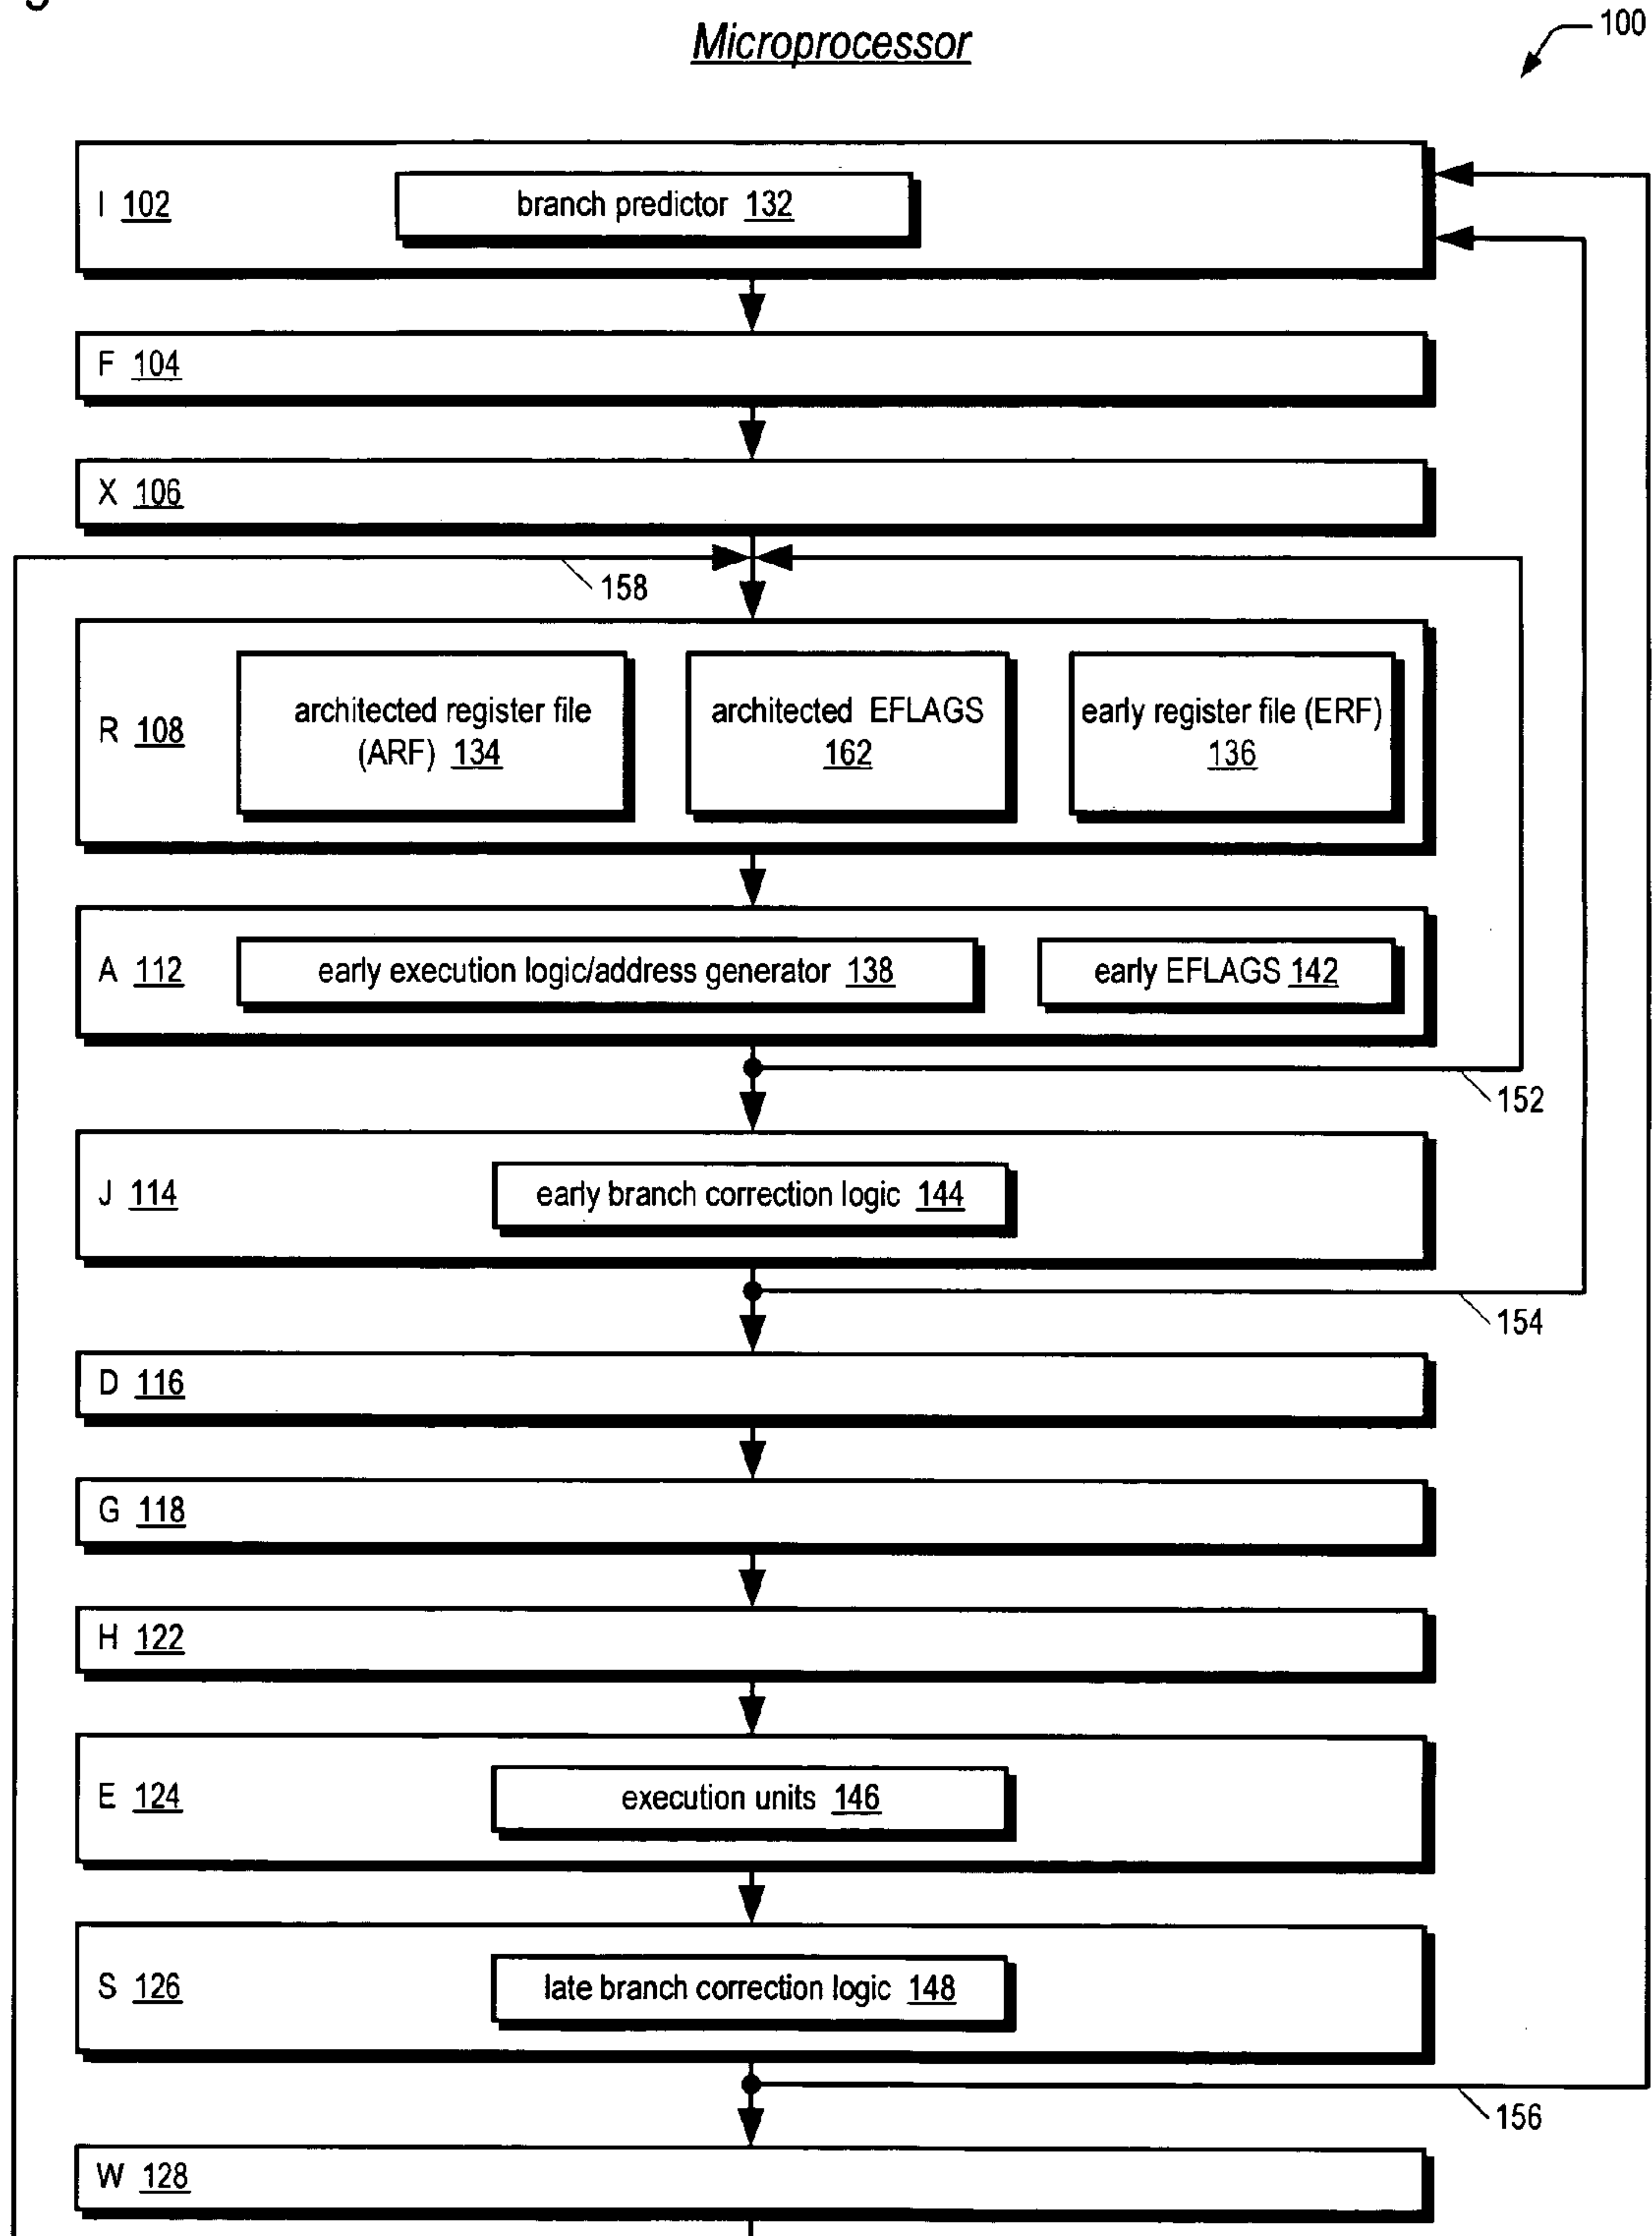 Microprocessor
100
I 102
branch predictor 132
F 104
X 106
158
R 108
architected register file
(ARF) 134
architected EFLAGS
162
early register file (ERF)
136
A 112
early execution logic/address generator 138
early EFLAGS 142
152
J 114
early branch correction logic 144
154
D 116
G 118
H 122
E 124
execution units 146
S 126
late branch correction logic 148
156
W 128